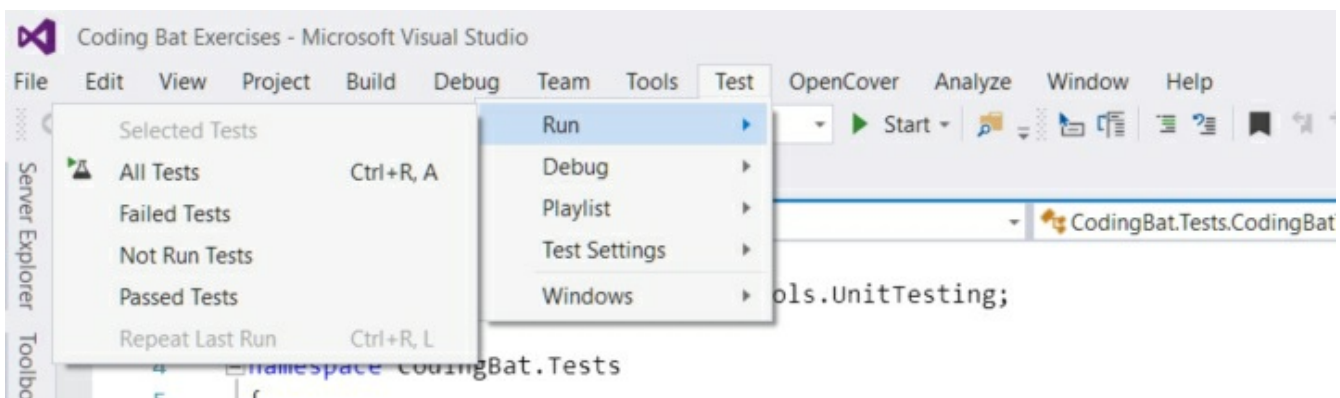 Coding Bat Exercises - Microsoft Visual Studio
File Edit View Project Build Debug Team Tools Test OpenCover Analyze Window Help
Start
Selected Tests
All Tests Ctrl+R, A
Failed Tests
Not Run Tests
Passed Tests
Repeat Last Run Ctrl+R, L
Run
Debug
Playlist
Test Settings
Windows
Server Explorer
CodingBat.Tests.CodingBat
ols.UnitTesting;
namespace CodingBat.Tests
{